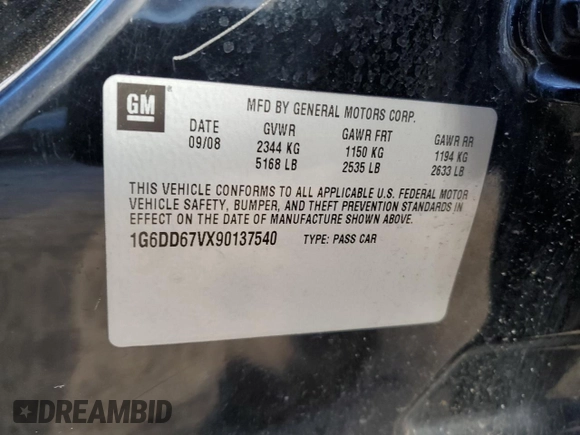 GM
MFD BY GENERAL MOTORS CORP.
DATE GVWR GAWR FRT GAWR RR
09/08 2344 KG 1150 KG 1194 KG
5168 LB 2535 LB 2633 LB
THIS VEHICLE CONFORMS TO ALL APPLICABLE U.S. FEDERAL MOTOR
VEHICLE SAFETY, BUMPER, AND THEFT PREVENTION STANDARDS IN
EFFECT ON THE DATE OF MANUFACTURE SHOWN ABOVE.
1G6DD67VX90137540 TYPE: PASS CAR
DREAMBID